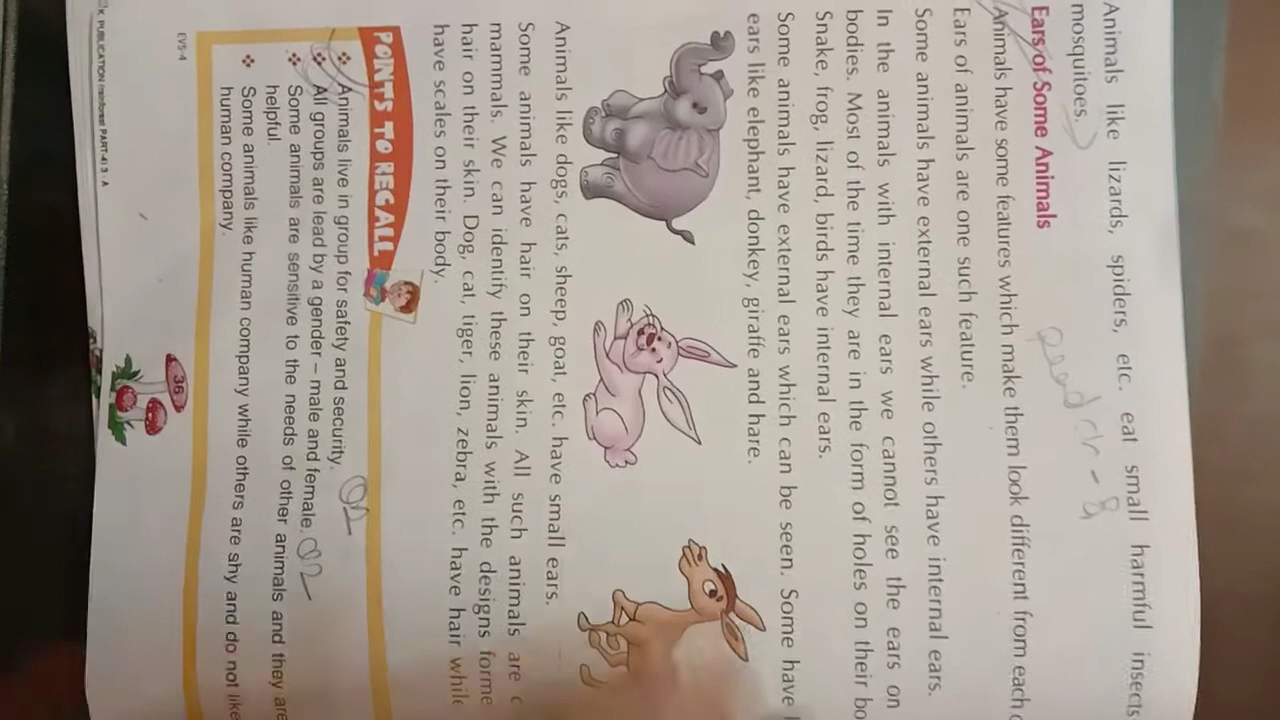 Animals like lizards, spiders, etc. eat small harmful insects
mosquitoes.
Read ch - 8
Ears of Some Animals
Animals have some features which make them look different from each
Ears of animals are one such feature.
Some animals have external ears while others have internal ears.
In the animals with internal ears we cannot see the ears on
bodies. Most of the time they are in the form of holes on their bo
Snake, frog, lizard, birds have internal ears.
Some animals have external ears which can be seen. Some have
ears like elephant, donkey, giraffe and hare.
Animals like dogs, cats, sheep, goat, etc. have small ears.
Some animals have hair on their skin. All such animals are c
mammals. We can identify these animals with the designs forme
hair on their skin. Dog, cat, tiger, lion, zebra, etc. have hair while
have scales on their body.
PONTS TO RECALL
❖ Animals live in group for safety and security.
❖ All groups are lead by a gender – male and female.
❖ Some animals are sensitive to the needs of other animals and they are
helpful.
❖ Some animals like human company while others are shy and do not like
human company.
EVS-4
36
K PUBLICATION\rainforest PART-4\ 3 - A